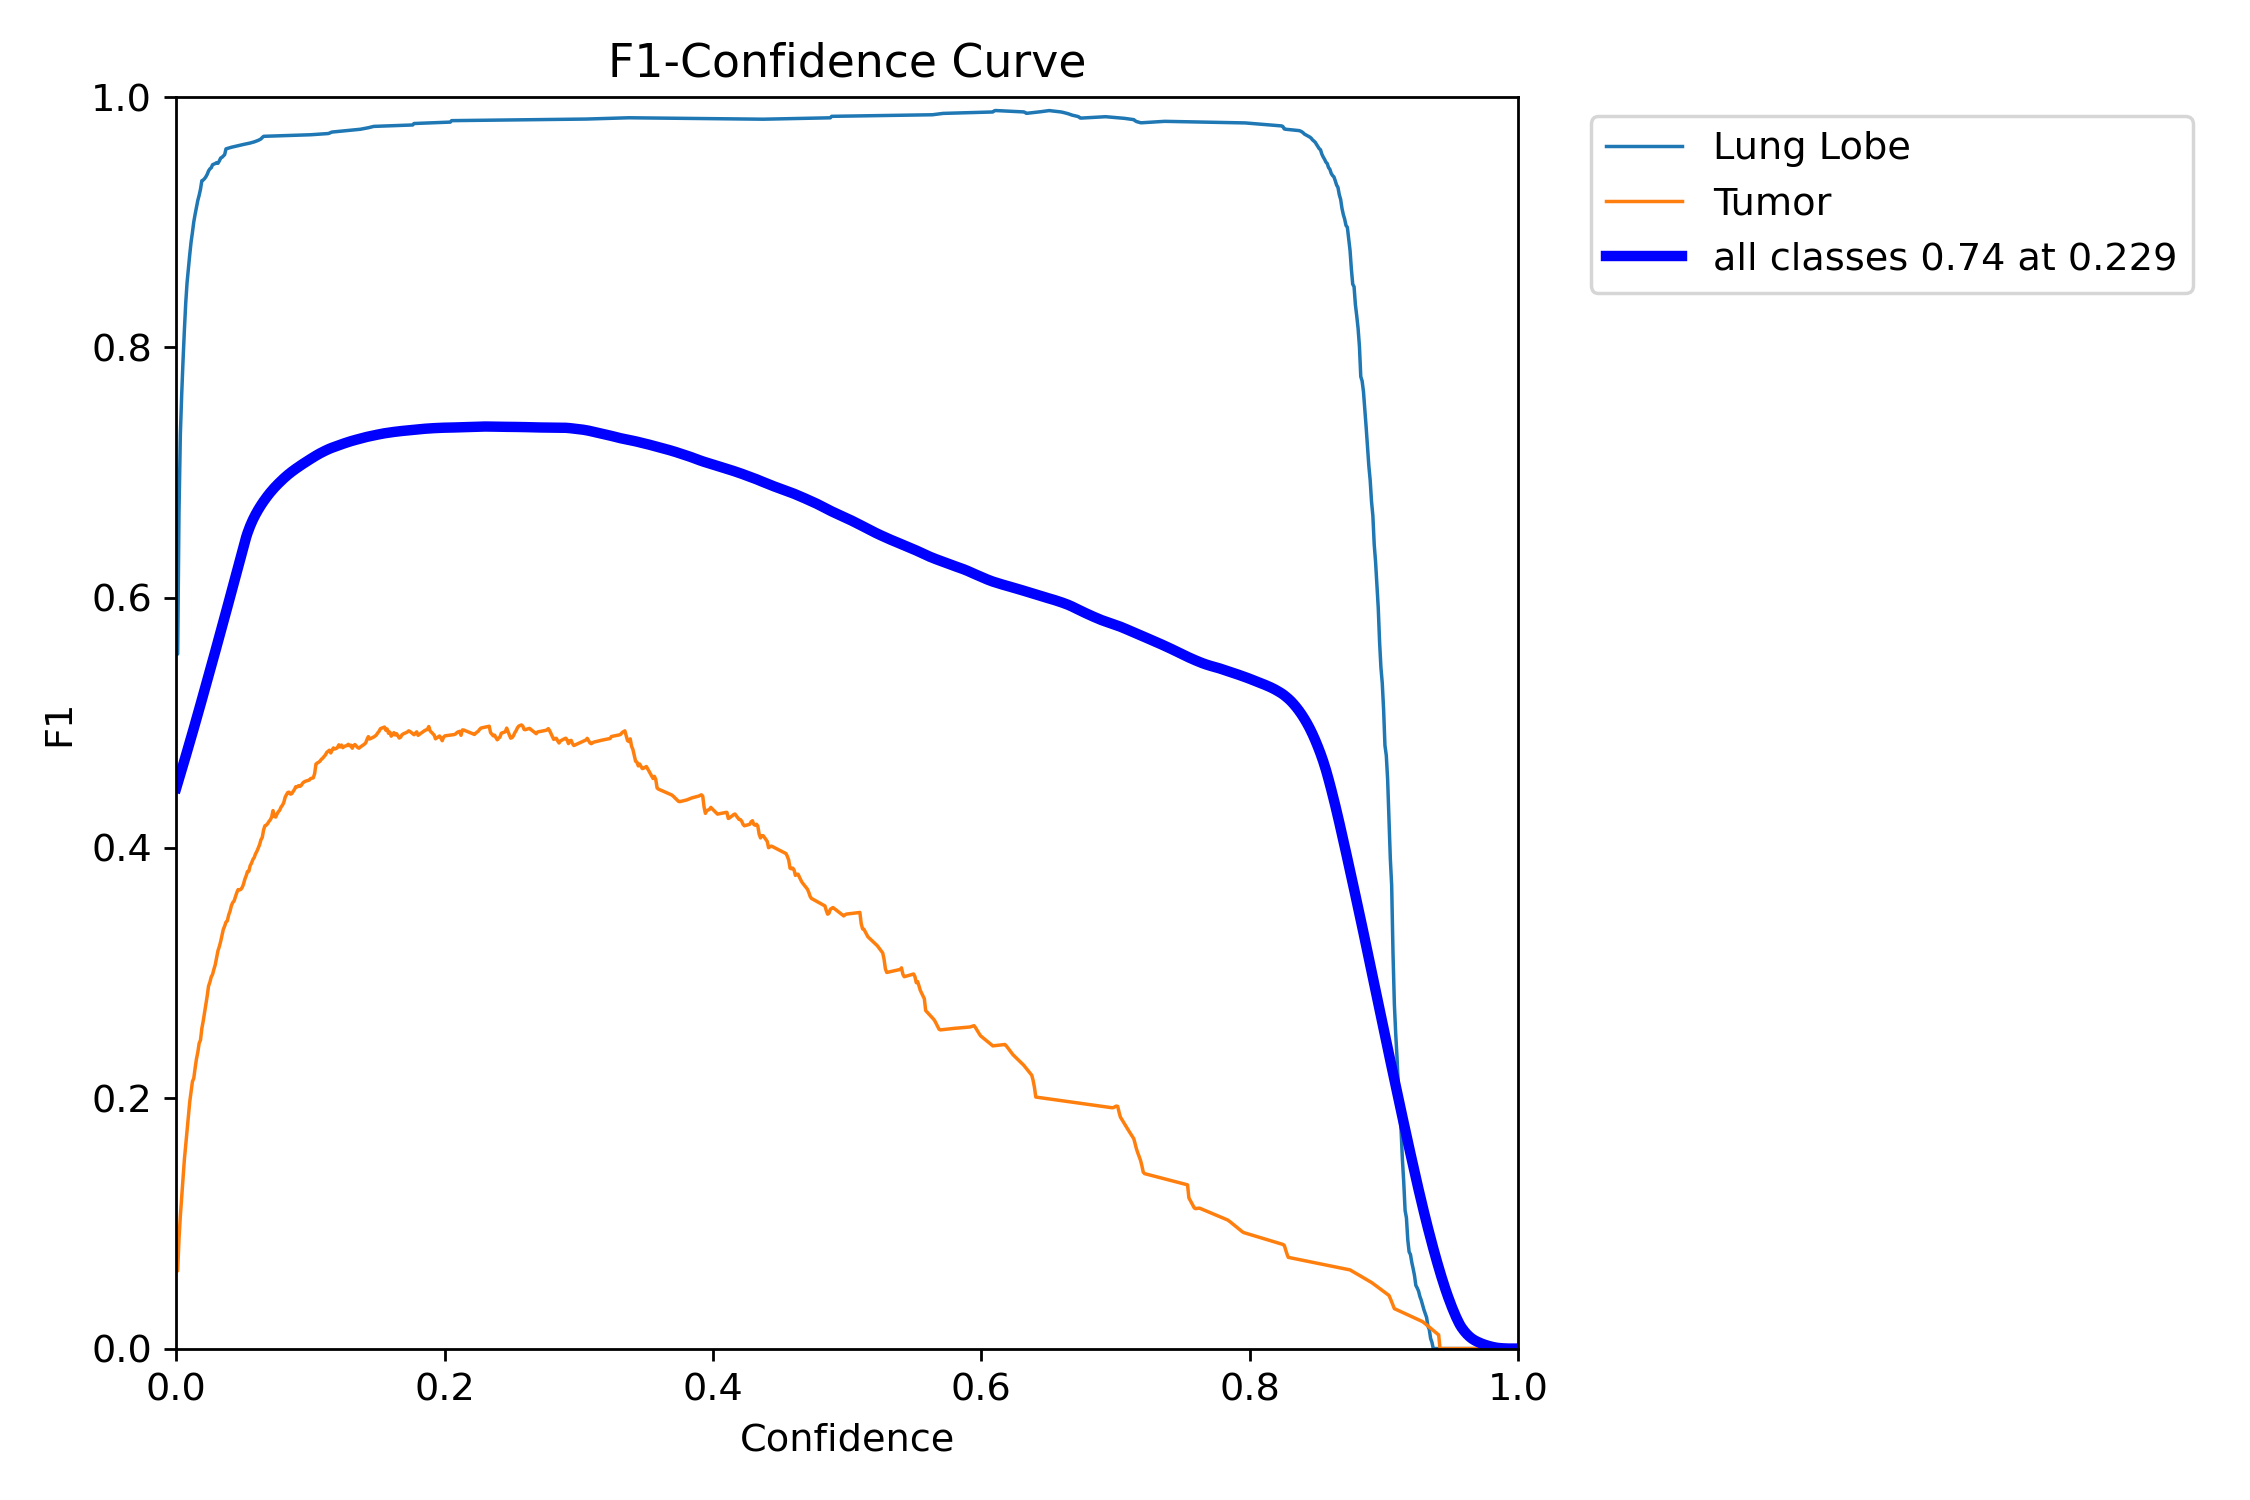 F1-Confidence Curve
1.0
0.8
0.6
0.4
0.2
0.0
F1
0.0 0.2 0.4 0.6 0.8 1.0
Confidence
Lung Lobe
Tumor
all classes 0.74 at 0.229